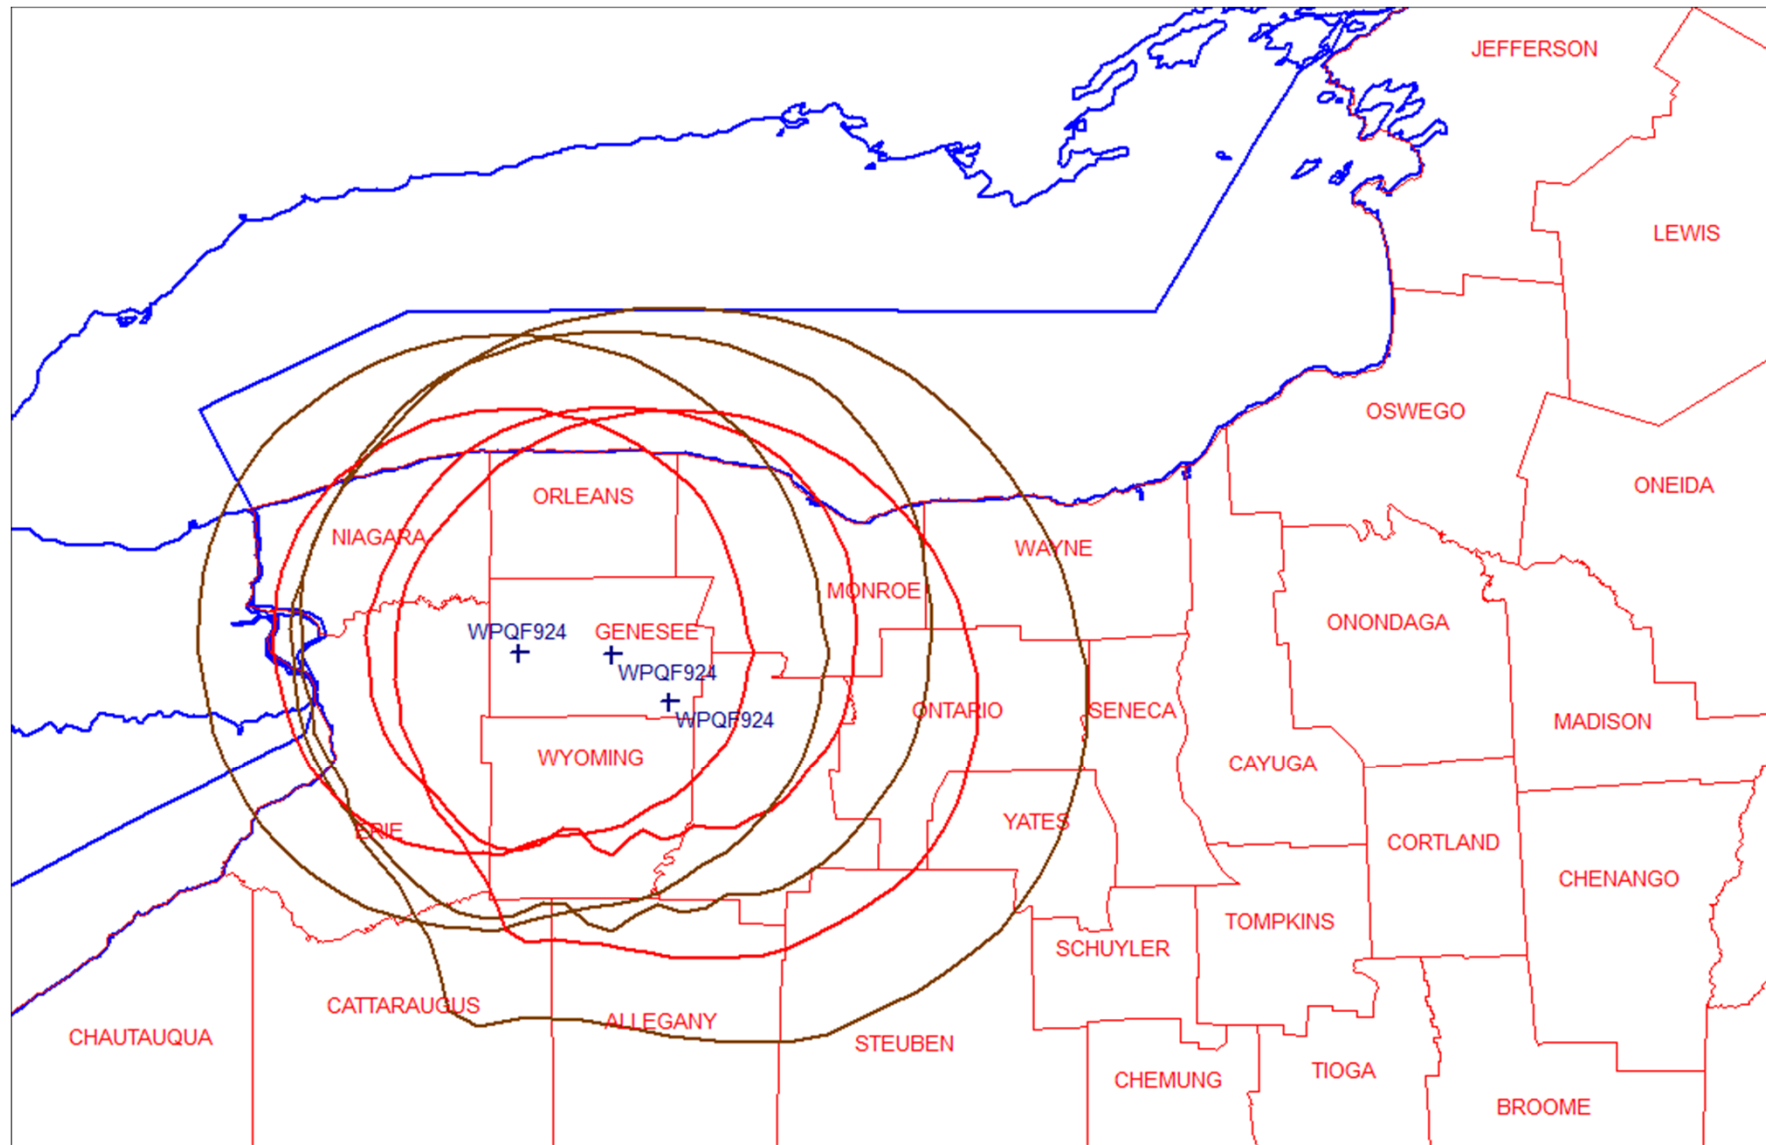 JEFFERSON
LEWIS
OSWEGO
ONEIDA
ORLEANS
NIAGARA
WAYNE
MONROE
ONONDAGA
WPQF924
GENESEE
WPQF924
ONTARIO
SENECA
WPQF924
MADISON
WYOMING
CAYUGA
YATES
ERIE
CORTLAND
CHENANGO
TOMPKINS
SCHUYLER
CATTARAUGUS
ALLEGANY
CHAUTAUQUA
STEUBEN
TIOGA
CHEMUNG
BROOME